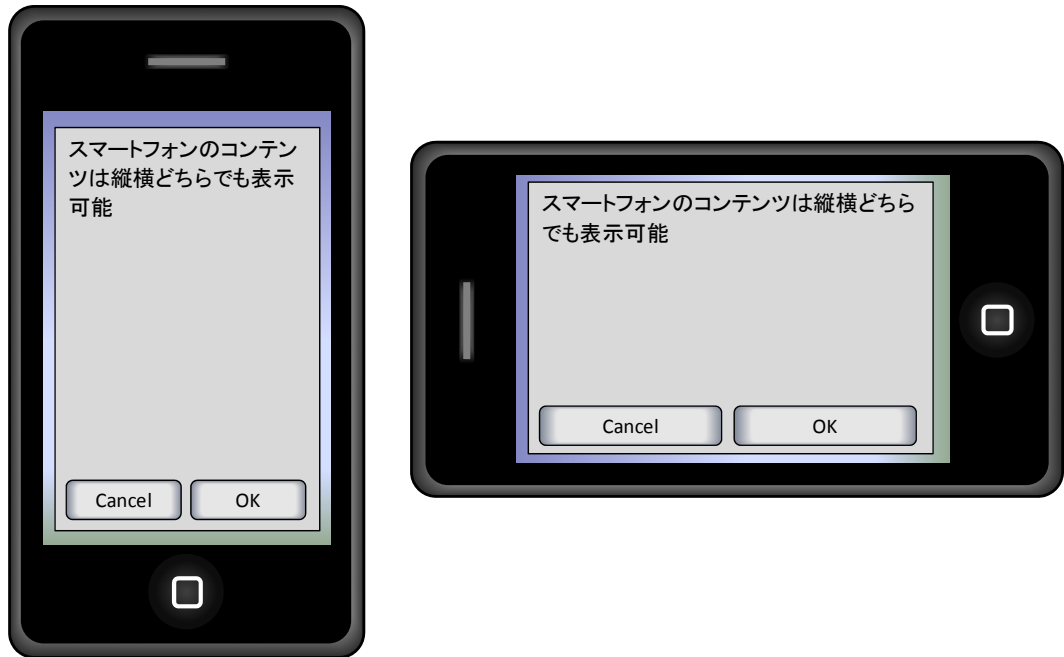 スマートフォンのコンテン
ツは縦横どちらでも表示
可能
Cancel
OK
スマートフォンのコンテンツは縦横どちら
でも表示可能
Cancel
OK